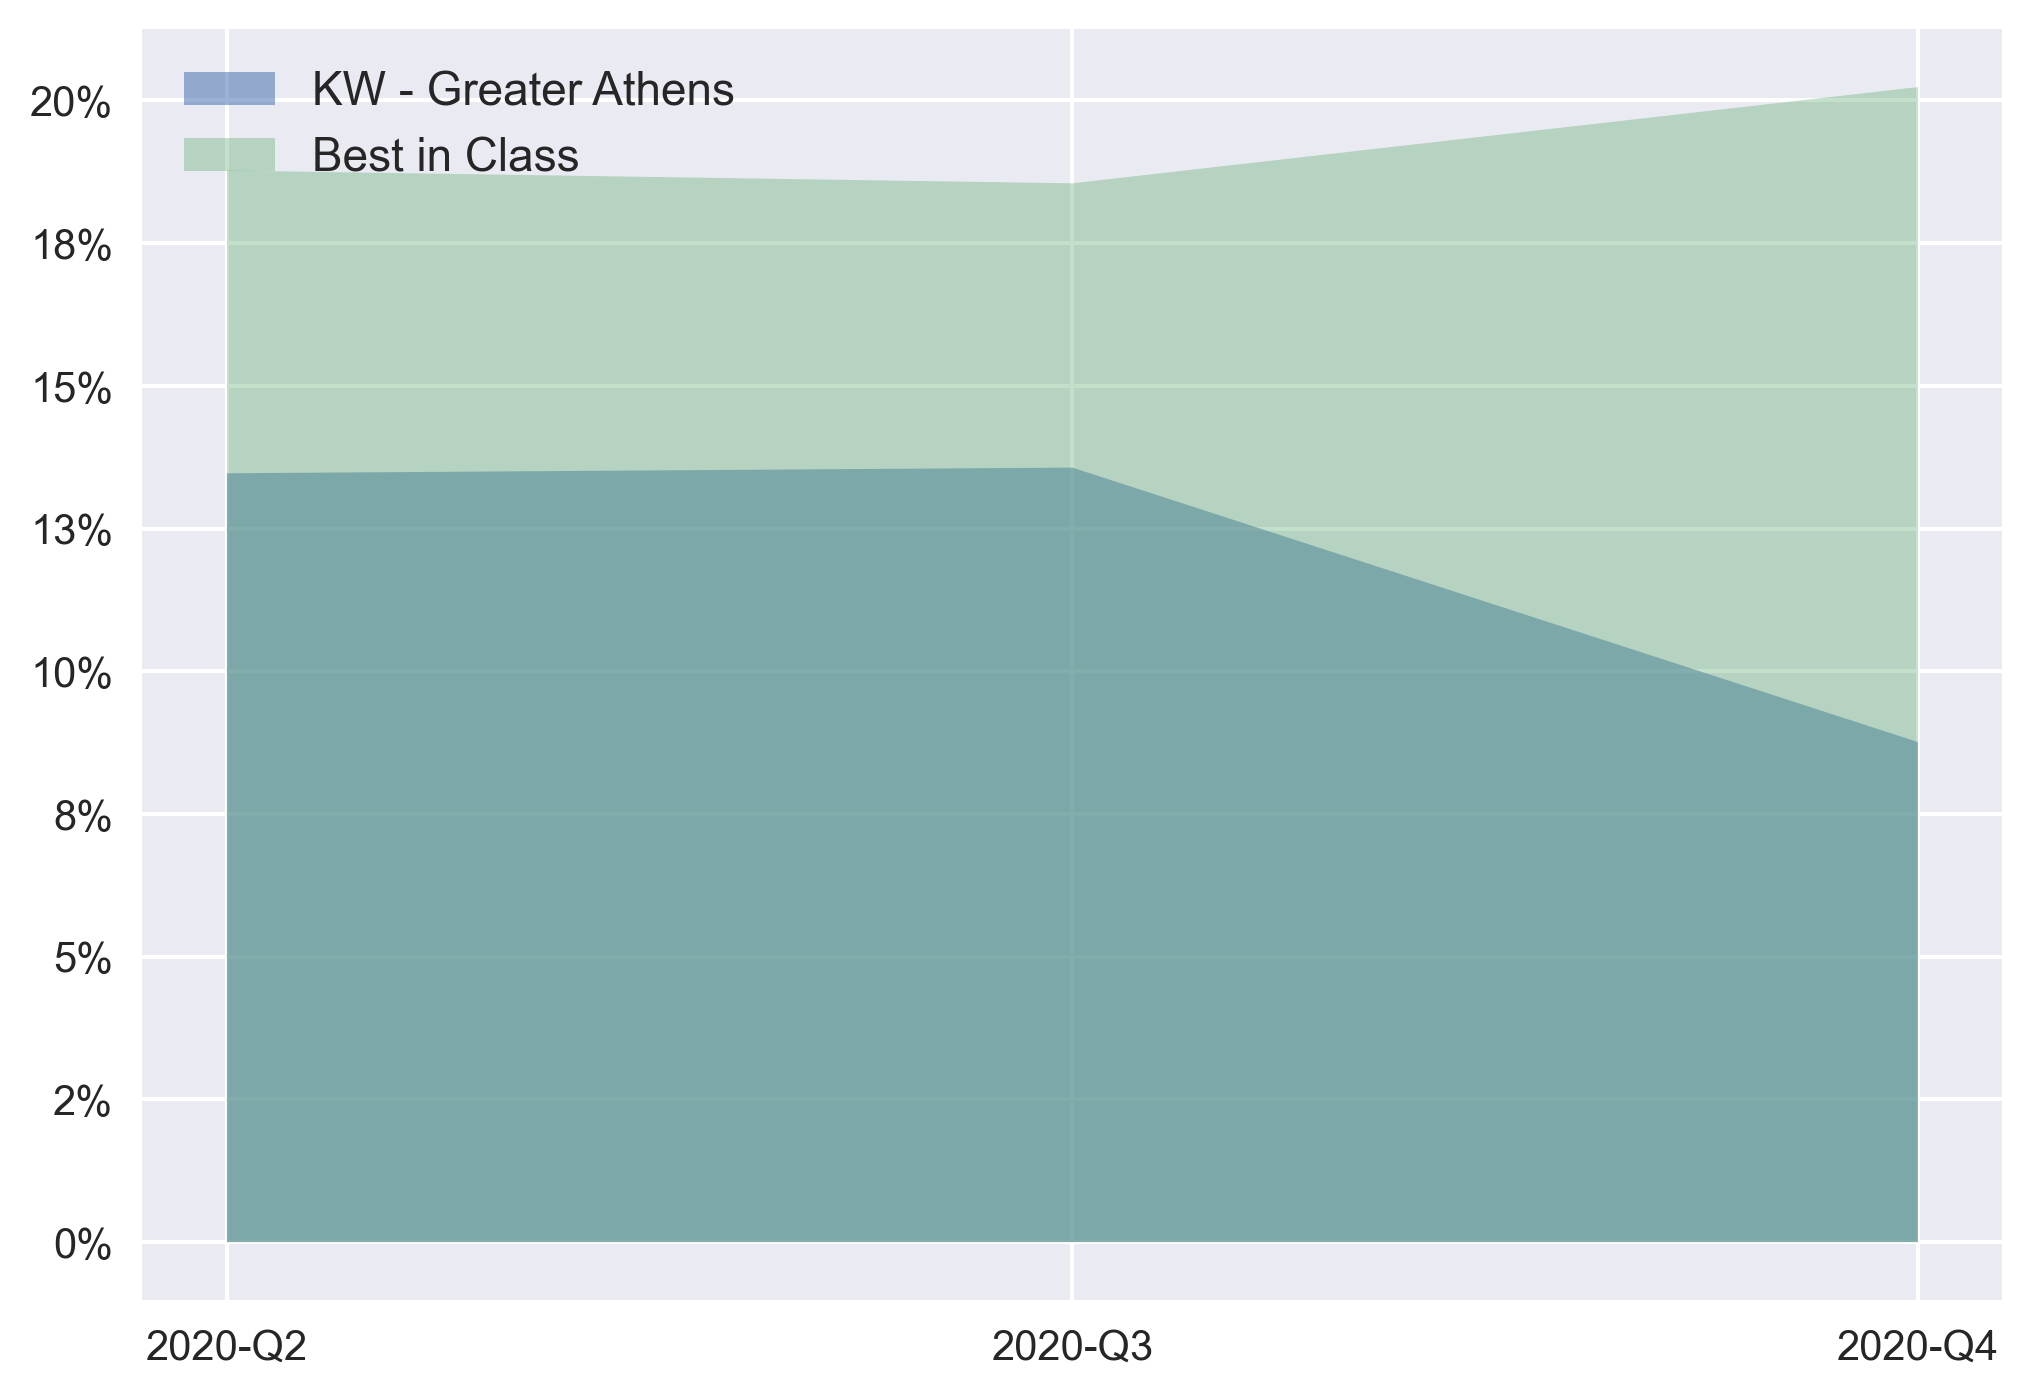 KW - Greater Athens
Best in Class
20%
18%
15%
13%
10%
8%
5%
2%
0%
2020-Q2
2020-Q3
2020-Q4